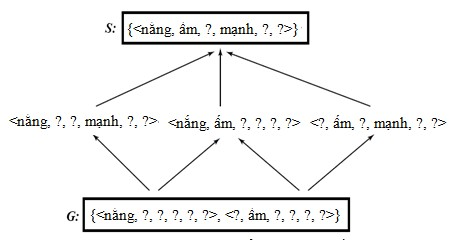 S: {<nắng, ấm, ?, mạnh, ?, ?>}
<nắng, ?, ?, mạnh, ?, ?> <nắng, ấm, ?, ?, ?, ?> <?, ấm, ?, mạnh, ?, ?>
G: {<nắng, ?, ?, ?, ?, ?>, <?, ấm, ?, ?, ?, ?>}